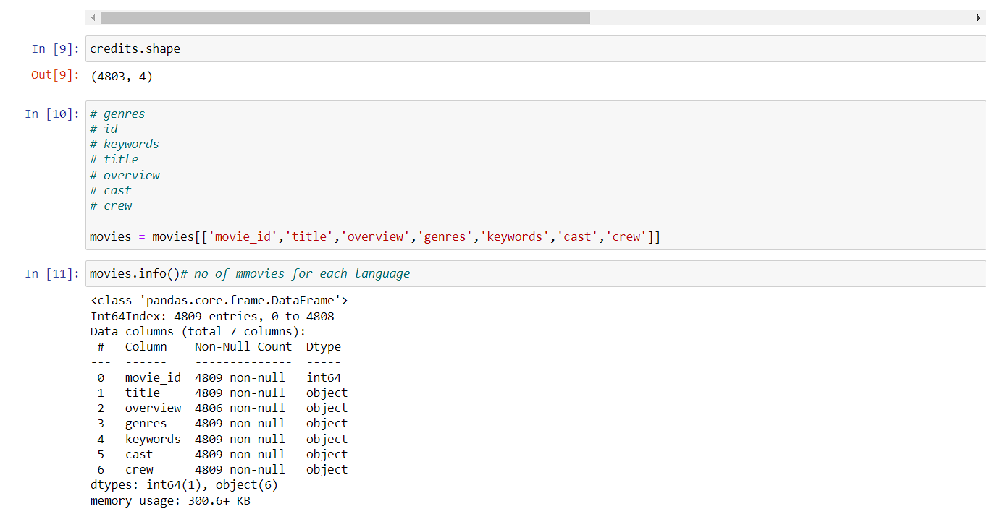 In [9]: credits.shape
Out[9]: (4803, 4)
In [10]: # genres
# id
# keywords
# title
# overview
# cast
# crew
movies = movies[['movie_id','title','overview','genres','keywords','cast','crew']]
In [11]: movies.info()# no of mmovies for each language
<class 'pandas.core.frame.DataFrame'>
Int64Index: 4809 entries, 0 to 4808
Data columns (total 7 columns):
 #   Column    Non-Null Count  Dtype
---  ------    --------------  -----
 0   movie_id  4809 non-null   int64
 1   title     4809 non-null   object
 2   overview  4806 non-null   object
 3   genres    4809 non-null   object
 4   keywords  4809 non-null   object
 5   cast      4809 non-null   object
 6   crew      4809 non-null   object
dtypes: int64(1), object(6)
memory usage: 300.6+ KB